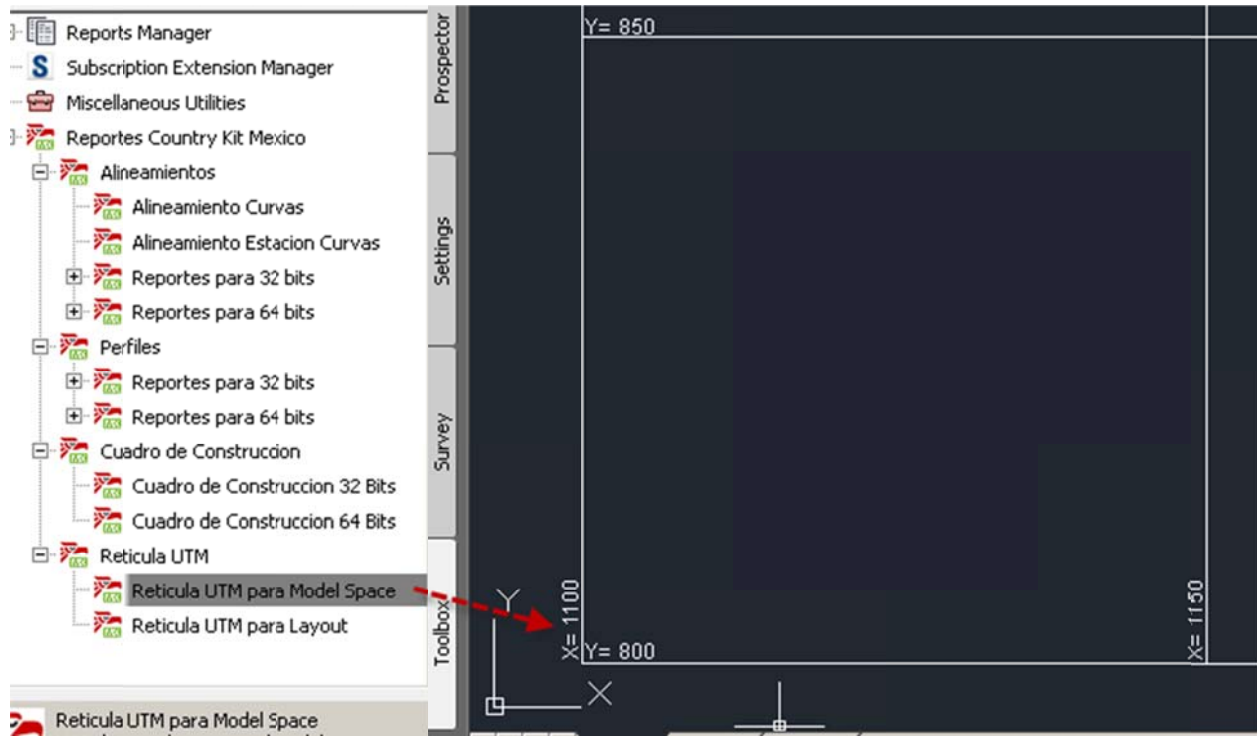 Reports Manager
Subscription Extension Manager
Miscellaneous Utilities
Reportes Country Kit Mexico
Alineamientos
Alineamiento Curvas
Alineamiento Estacion Curvas
Reportes para 32 bits
Reportes para 64 bits
Perfiles
Reportes para 32 bits
Reportes para 64 bits
Cuadro de Construccion
Cuadro de Construccion 32 Bits
Cuadro de Construccion 64 Bits
Reticula UTM
Reticula UTM para Model Space
Reticula UTM para Layout
Reticula UTM para Model Space
Prospector
Settings
Survey
Toolbox
Y= 850
X= 1100
Y= 800
X= 1150
Y
X